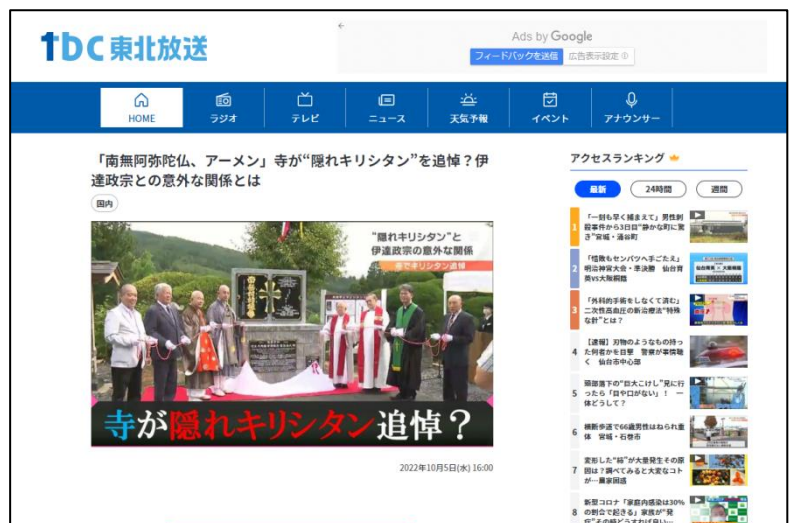 tbc東北放送
Ads by Google
フィードバックを送信 広告表示設定
HOME ラジオ テレビ ニュース 天気予報 イベント アナウンサー
「南無阿弥陀仏、アーメン」寺が“隠れキリシタン”を追悼？伊
達政宗との意外な関係とは
国内
“隠れキリシタン”と
伊達政宗の意外な関係
寺でキリシタン追悼
寺が隠れキリシタン追悼？
2022年10月5日(水) 16:00
アクセスランキング
最新 24時間 週間
1
「一刻も早く捕まえて」男性刺
殺事件から3日目“静かな町に驚
き”宮城・涌谷町
2
「惜敗もセンバツへ手ごたえ」
明治神宮大会・準決勝 仙台育
英vs大阪桐蔭
3
「外科的手術をしなくて済む」
二次性高血圧の新治療法“特殊
な針”とは？
4
【速報】刃物のようなもの持っ
た何者かを目撃 警察が事情聴
く 仙台市中心部
5
頭部落下の“巨大こけし”見に行
ったら「目や口がない」！ 一
体どうして？
6
横断歩道で66歳男性はねられ重
体 宮城・石巻市
7
変形した“柿”が大量発生その原
因は？調べてみると大変なコト
が…農家困惑
8
新型コロナ「家庭内感染は30%
の割合で起きる」家族が“発
症”その時どうすれば良い…